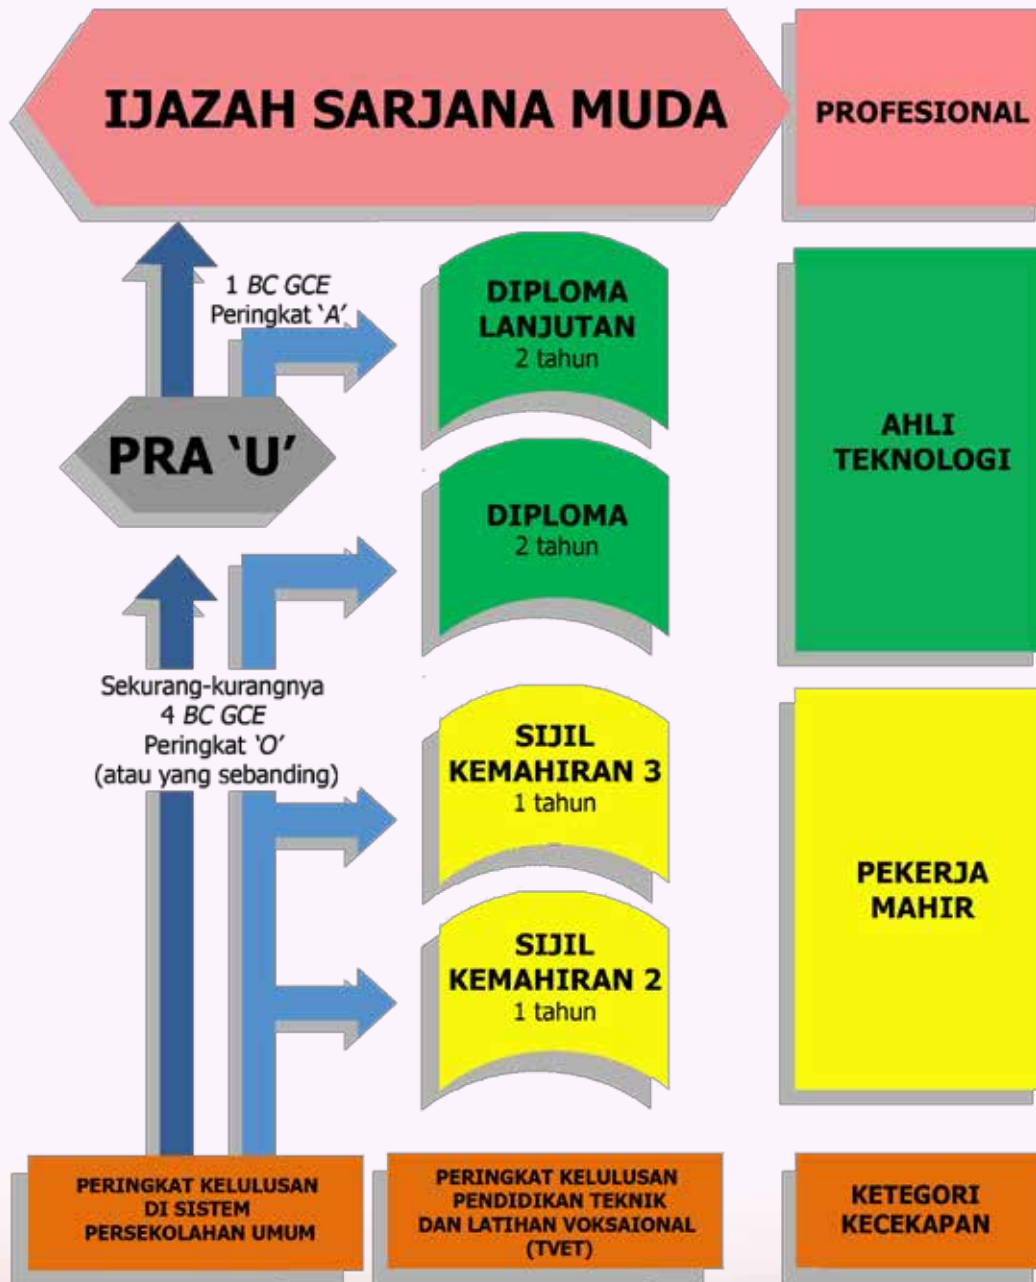 IJAZAH SARJANA MUDA
PROFESIONAL
1 BC GCE
Peringkat ‘A’
DIPLOMA
LANJUTAN
2 tahun
PRA ‘U’
AHLI
TEKNOLOGI
DIPLOMA
2 tahun
Sekurang-kurangnya
4 BC GCE
Peringkat ‘O’
(atau yang sebanding)
SIJIL
KEMAHIRAN 3
1 tahun
PEKERJA
MAHIR
SIJIL
KEMAHIRAN 2
1 tahun
PERINGKAT KELULUSAN
DI SISTEM
PERSEKOLAHAN UMUM
PERINGKAT KELULUSAN
PENDIDIKAN TEKNIK
DAN LATIHAN VOKSAIONAL
(TVET)
KETEGORI
KECEKAPAN